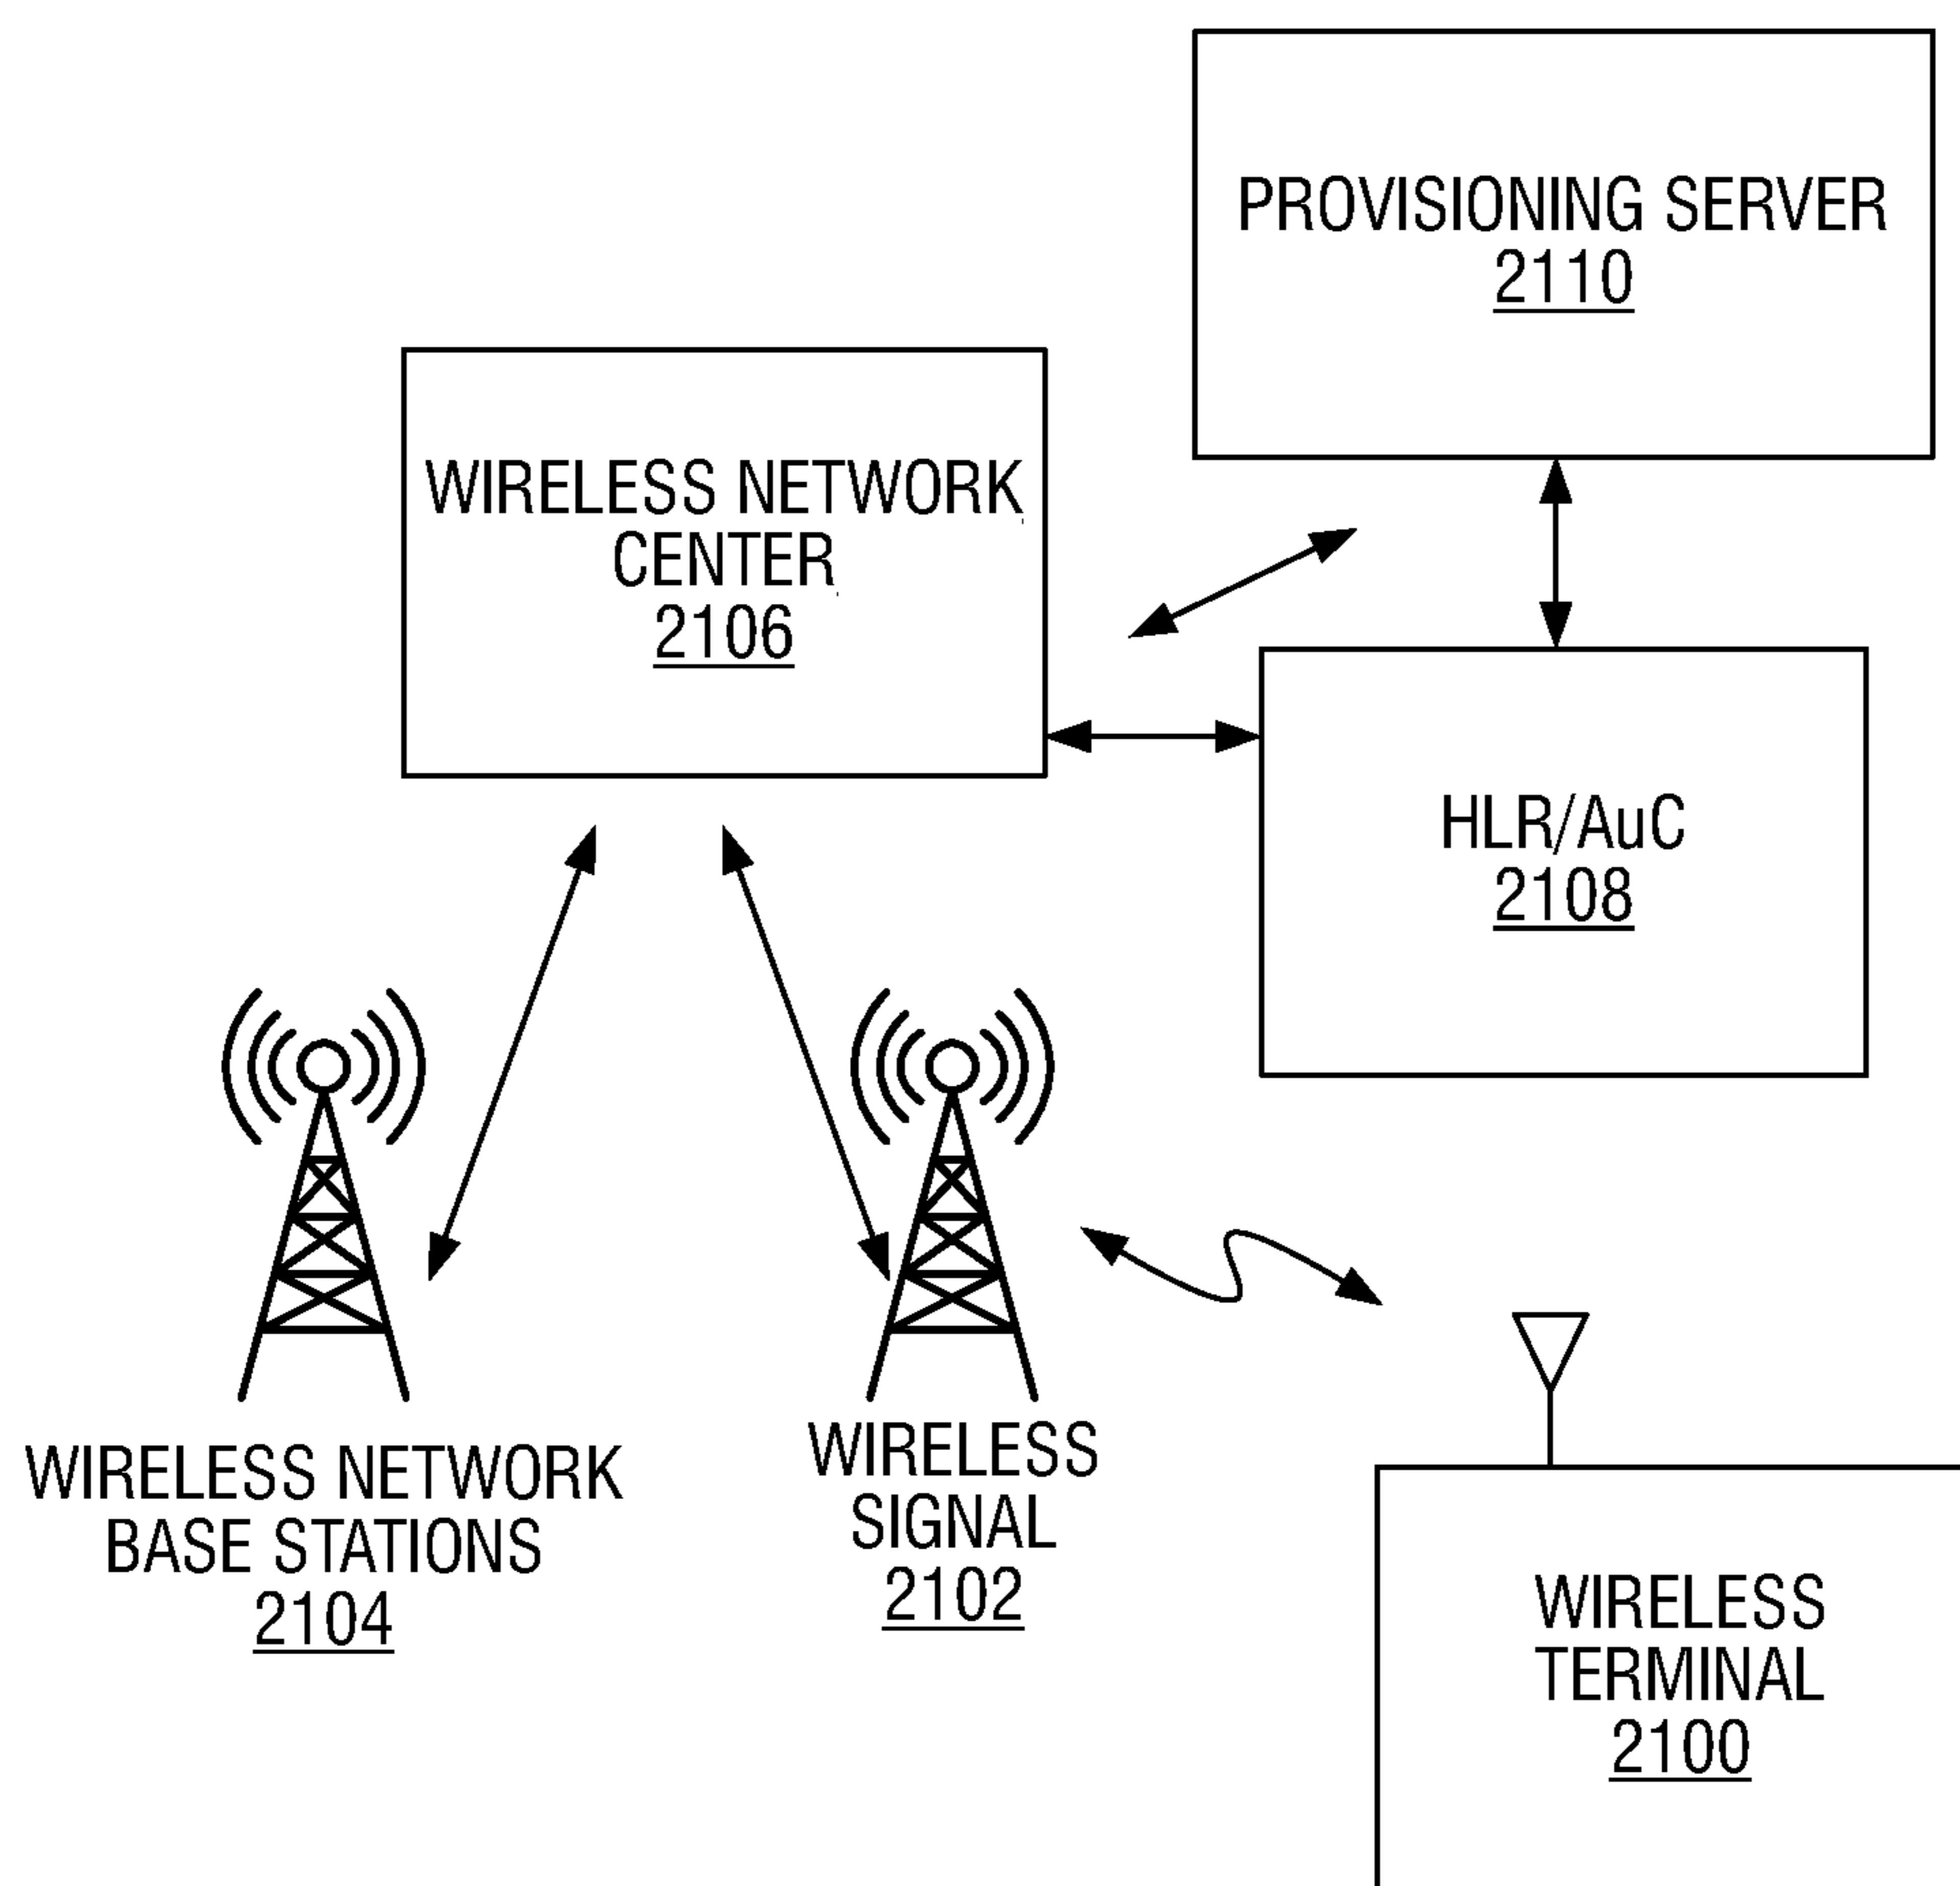 PROVISIONING SERVER
2110
WIRELESS NETWORK
CENTER
2106
HLR/AuC
2108
WIRELESS NETWORK
BASE STATIONS
2104
WIRELESS
SIGNAL
2102
WIRELESS
TERMINAL
2100